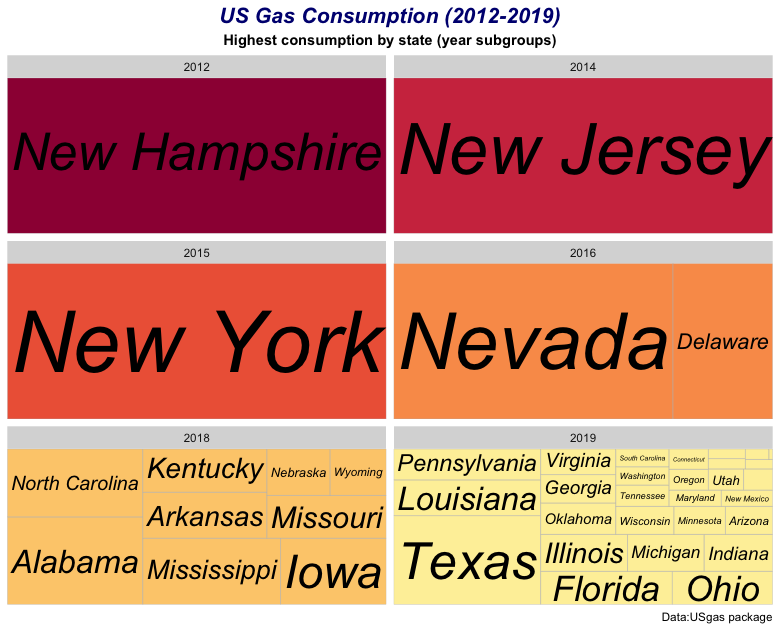 US Gas Consumption (2012-2019)
Highest consumption by state (year subgroups)
2012
2014
New Hampshire
New Jersey
2015
2016
New York
Nevada
Delaware
2018
2019
North Carolina
Kentucky
Nebraska
Wyoming
Arkansas
Missouri
Alabama
Mississippi
Iowa
Pennsylvania
Virginia
South Carolina
Connecticut
Louisiana
Georgia
Washington
Oregon
Utah
Tennessee
Maryland
New Mexico
Oklahoma
Wisconsin
Minnesota
Arizona
Texas
Illinois
Michigan
Indiana
Florida
Ohio
Data:USgas package